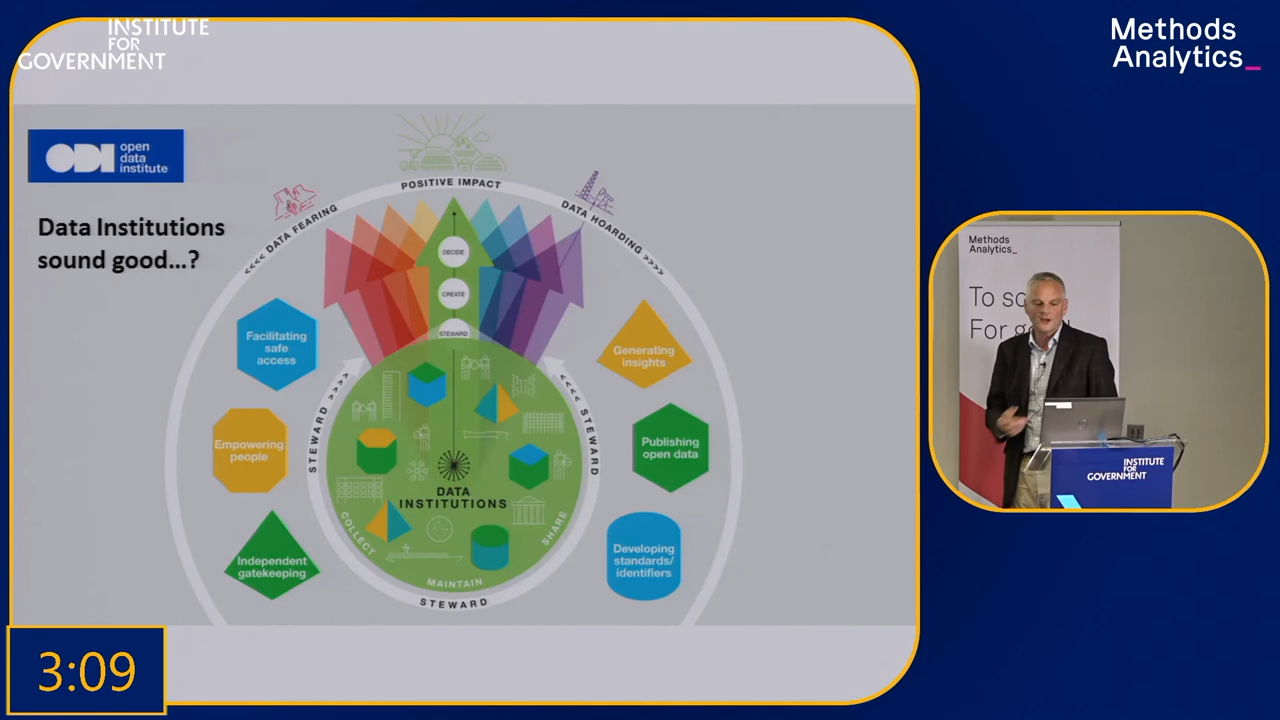 INSTITUTE
FOR
GOVERNMENT
Methods
Analytics_
ODI
open
data
institute
Data Institutions
sound good...?
POSITIVE IMPACT
<<<< DATA FEARING
DATA HOARDING >>>>
DECIDE
CREATE
STEWARD
Facilitating
safe
access
Generating
insights
STEWARD >>>>
<<<< STEWARD
Empowering
people
Publishing
open data
DATA
INSTITUTIONS
COLLECT
SHARE
MAINTAIN
STEWARD
Independent
gatekeeping
Developing
standards/
identifiers
Methods
Analytics_
To s
For g
INSTITUTE
FOR
GOVERNMENT
3:09